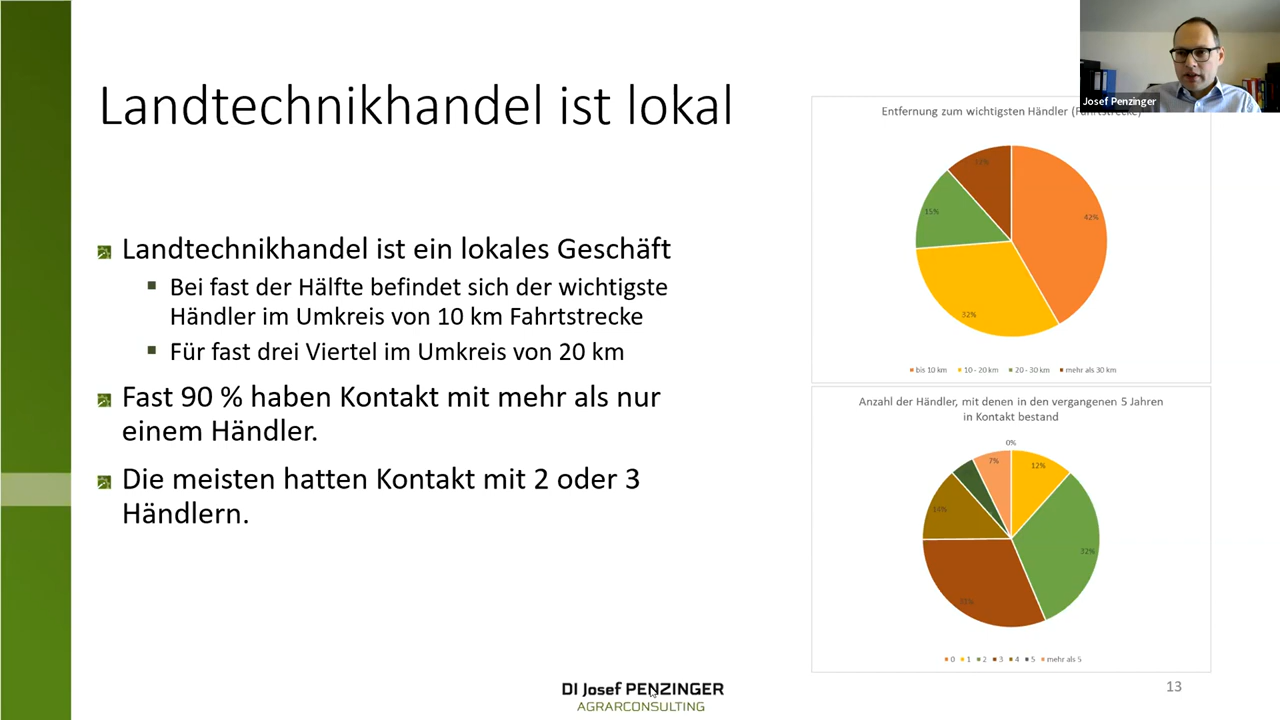 Landtechnikhandel ist lokal
Landtechnikhandel ist ein lokales Geschäft
Bei fast der Hälfte befindet sich der wichtigste
Händler im Umkreis von 10 km Fahrtstrecke
Für fast drei Viertel im Umkreis von 20 km
Fast 90 % haben Kontakt mit mehr als nur
einem Händler.
Die meisten hatten Kontakt mit 2 oder 3
Händlern.
Josef Penzinger
Entfernung zum wichtigsten Händler (Fahrtstrecke)
42%
15%
32%
bis 10 km
10 - 20 km
20 - 30 km
mehr als 30 km
Anzahl der Händler, mit denen in den vergangenen 5 Jahren
in Kontakt bestand
0%
7%
12%
32%
0
1
2
3
4
5
mehr als 5
DI Josef PENZINGER
AGRARCONSULTING
13